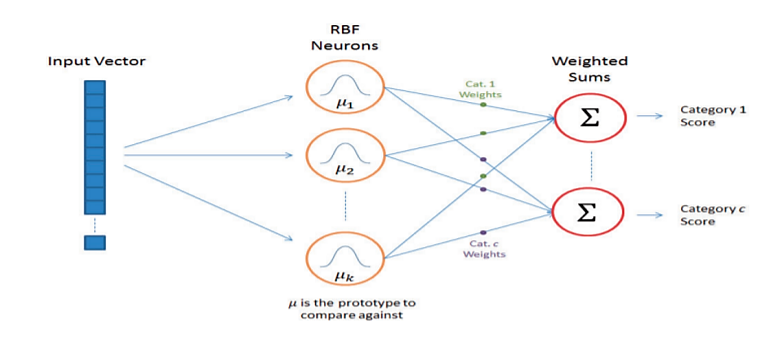 Input Vector
RBF
Neurons
μ1
μ2
μk
μ is the prototype to
compare against
Cat. 1
Weights
Cat. c
Weights
Weighted
Sums
Σ
Σ
Category 1
Score
Category c
Score